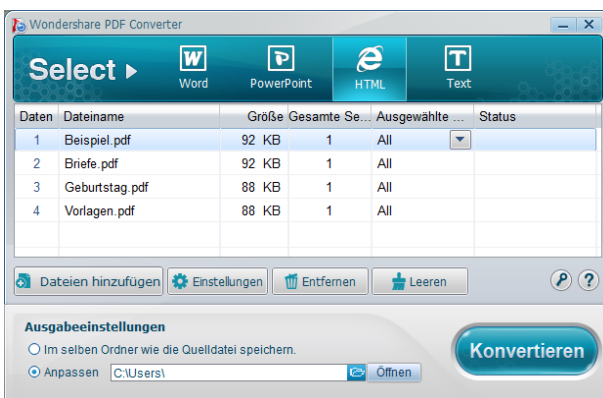 Wondershare PDF Converter
Select
Word PowerPoint HTML Text
Daten Dateiname Größe Gesamte Se... Ausgewählte ... Status
1 Beispiel.pdf 92 KB 1 All
2 Briefe.pdf 92 KB 1 All
3 Geburtstag.pdf 88 KB 1 All
4 Vorlagen.pdf 88 KB 1 All
Dateien hinzufügen Einstellungen Entfernen Leeren ?
Ausgabeeinstellungen
Im selben Ordner wie die Quelldatei speichern.
Anpassen C:\Users\ Öffnen
Konvertieren